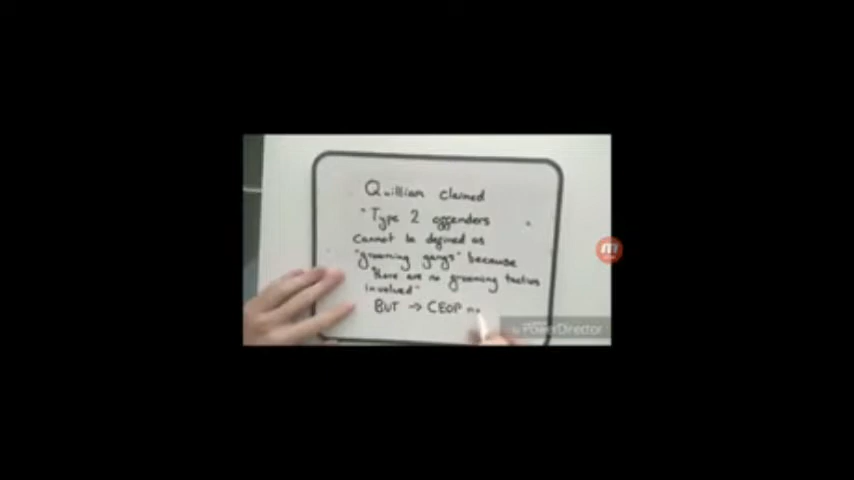 Quilliam claimed
"Type 2 offenders
cannot be defined as
"grooming gangs" because
"there are no grooming tactics
involved"
BUT → CEOP
PowerDirector